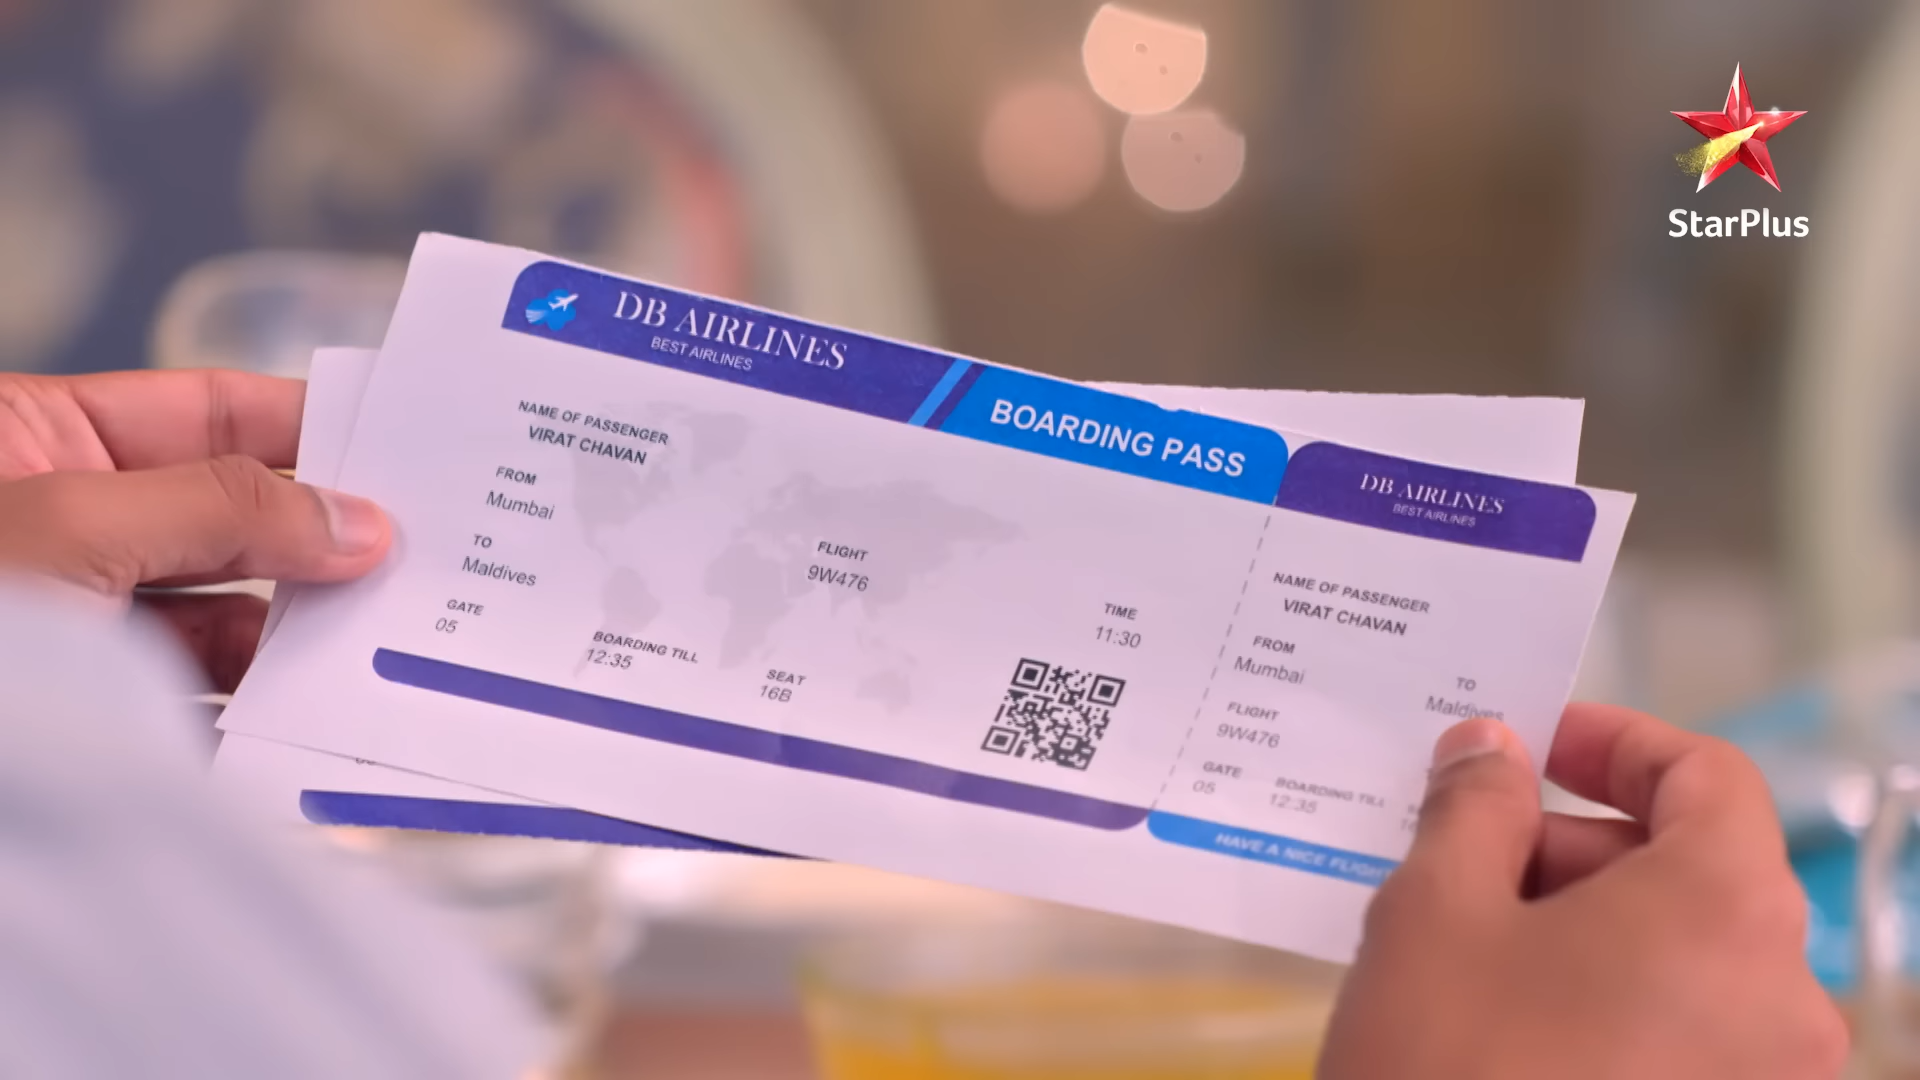 StarPlus
DB AIRLINES
BEST AIRLINES
BOARDING PASS
NAME OF PASSENGER
VIRAT CHAVAN
FROM
Mumbai
TO
Maldives
GATE
05
FLIGHT
9W476
BOARDING TILL
12:35
SEAT
16B
TIME
11:30
DB AIRLINES
BEST AIRLINES
NAME OF PASSENGER
VIRAT CHAVAN
FROM
Mumbai
TO
Maldives
FLIGHT
9W476
GATE
05
BOARDING TILL
12:35
HAVE A NICE FLIGHT